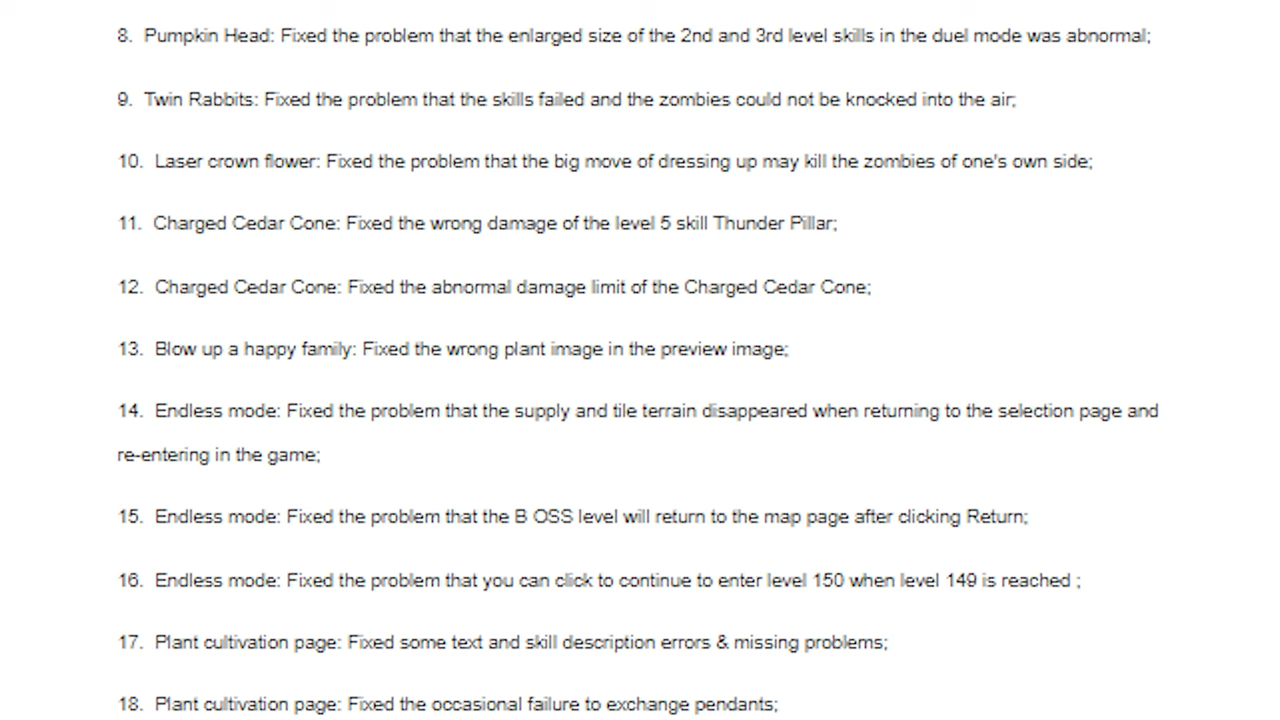 8. Pumpkin Head: Fixed the problem that the enlarged size of the 2nd and 3rd level skills in the duel mode was abnormal;
9. Twin Rabbits: Fixed the problem that the skills failed and the zombies could not be knocked into the air;
10. Laser crown flower: Fixed the problem that the big move of dressing up may kill the zombies of one's own side;
11. Charged Cedar Cone: Fixed the wrong damage of the level 5 skill Thunder Pillar;
12. Charged Cedar Cone: Fixed the abnormal damage limit of the Charged Cedar Cone;
13. Blow up a happy family: Fixed the wrong plant image in the preview image;
14. Endless mode: Fixed the problem that the supply and tile terrain disappeared when returning to the selection page and
re-entering in the game;
15. Endless mode: Fixed the problem that the B OSS level will return to the map page after clicking Return;
16. Endless mode: Fixed the problem that you can click to continue to enter level 150 when level 149 is reached ;
17. Plant cultivation page: Fixed some text and skill description errors & missing problems;
18. Plant cultivation page: Fixed the occasional failure to exchange pendants;